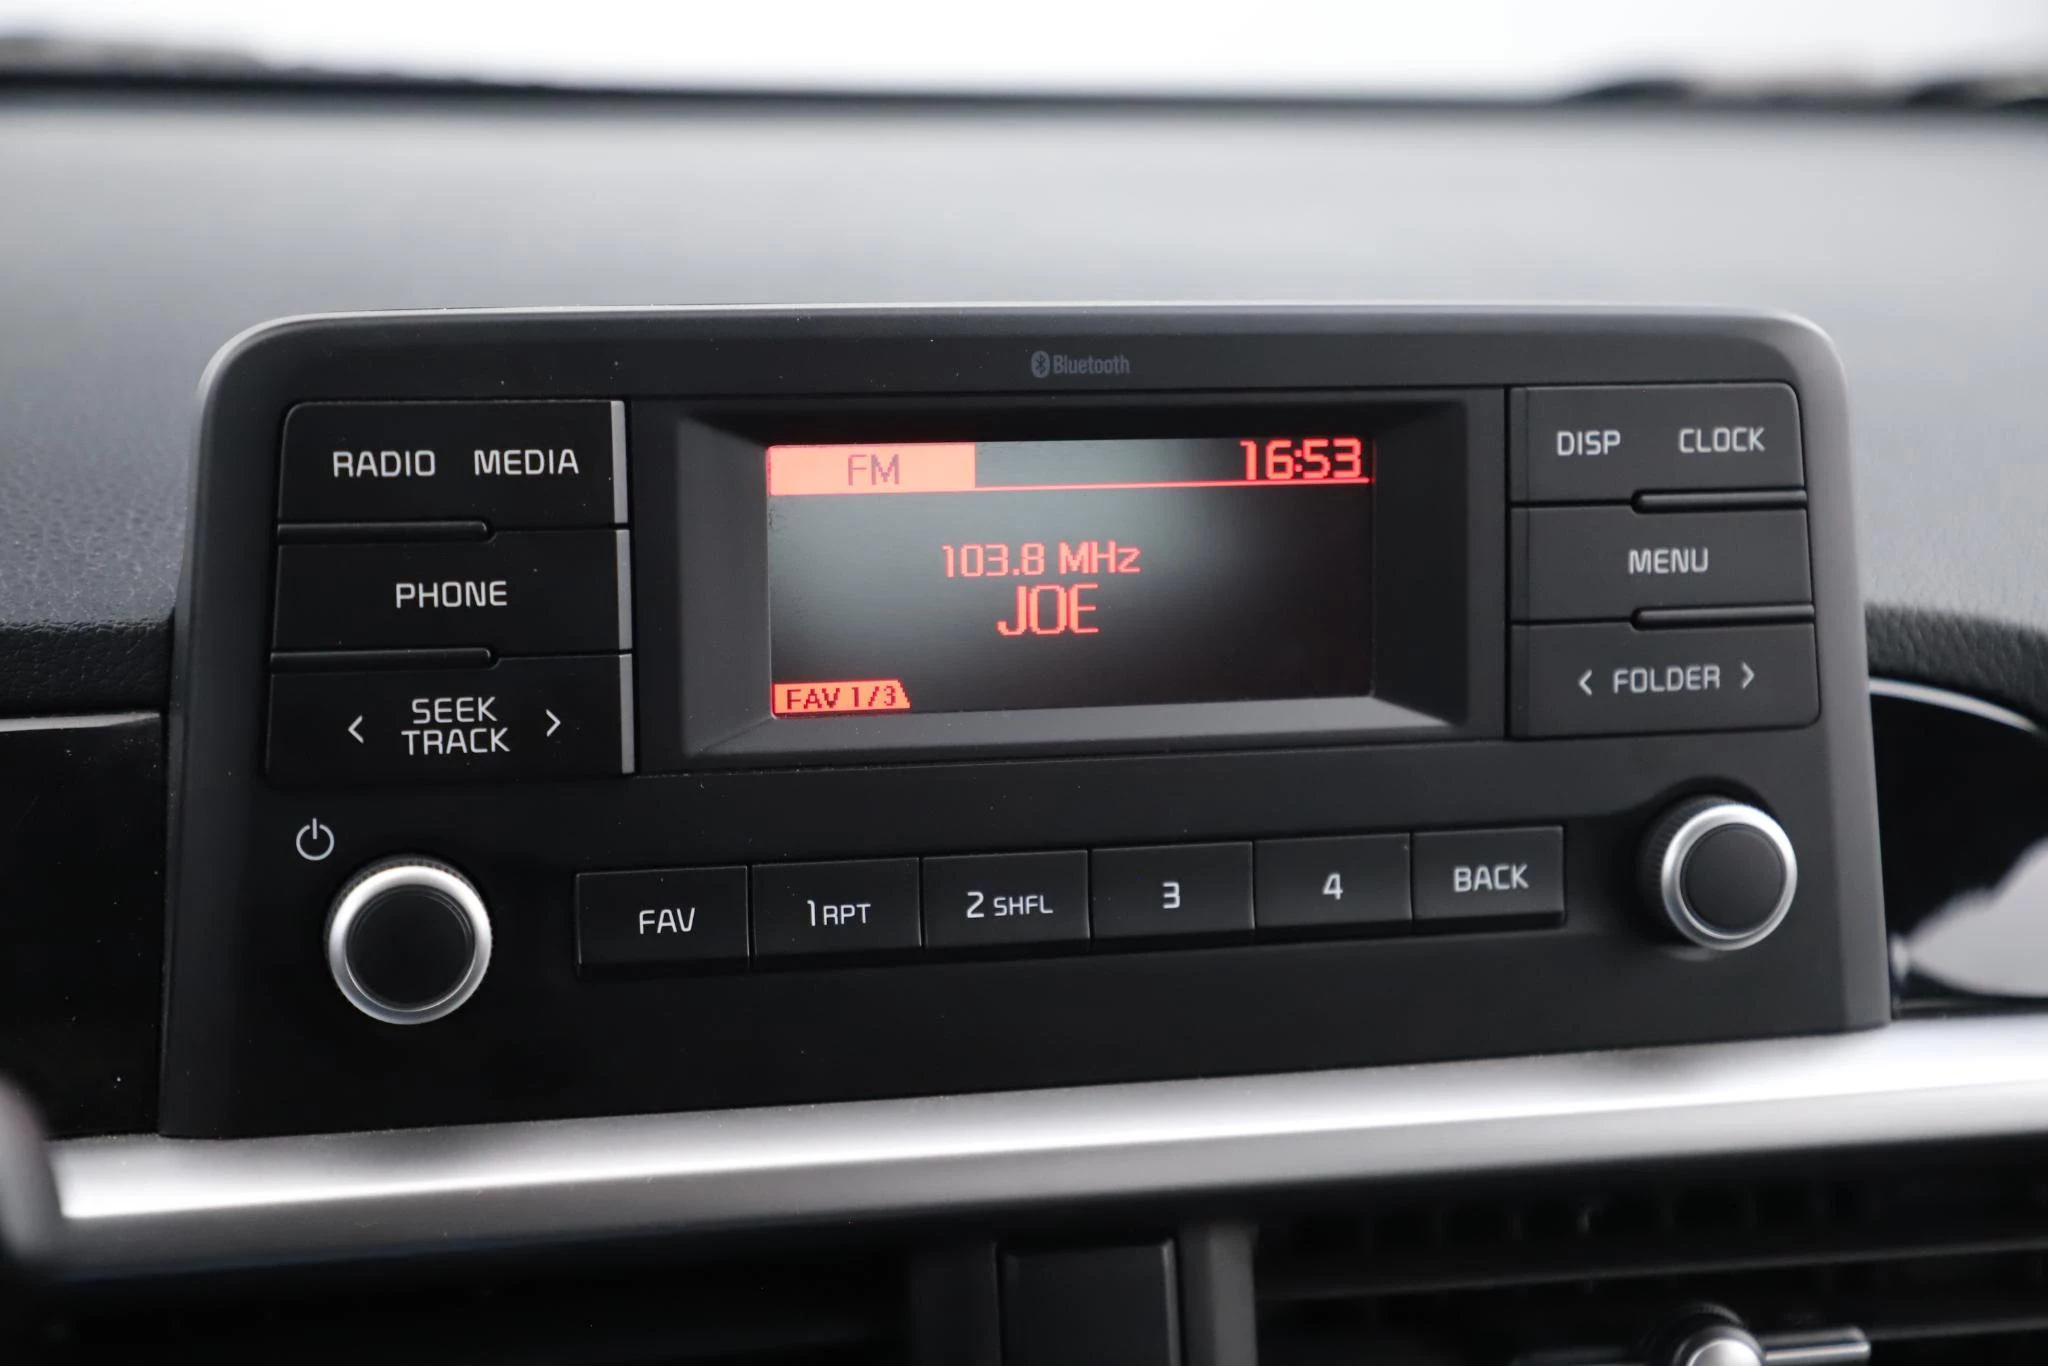 Bluetooth
RADIO MEDIA
PHONE
< SEEK TRACK >
FM 16:53
103.8 MHz
JOE
FAV 1/3
DISP CLOCK
MENU
< FOLDER >
FAV 1 RPT 2 SHFL 3 4 BACK